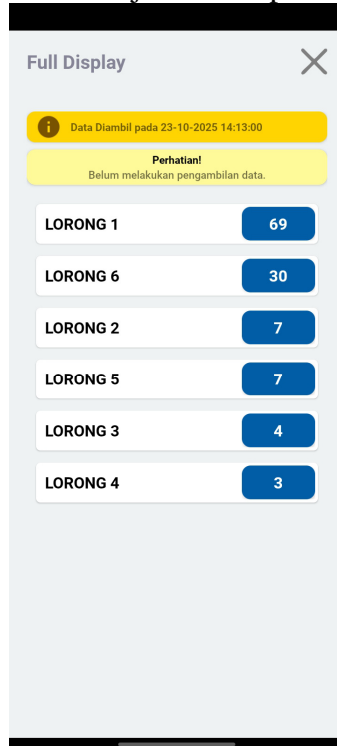 Full Display
Data Diambil pada 23-10-2025 14:13:00
Perhatian!
Belum melakukan pengambilan data.
LORONG 1 69
LORONG 6 30
LORONG 2 7
LORONG 5 7
LORONG 3 4
LORONG 4 3